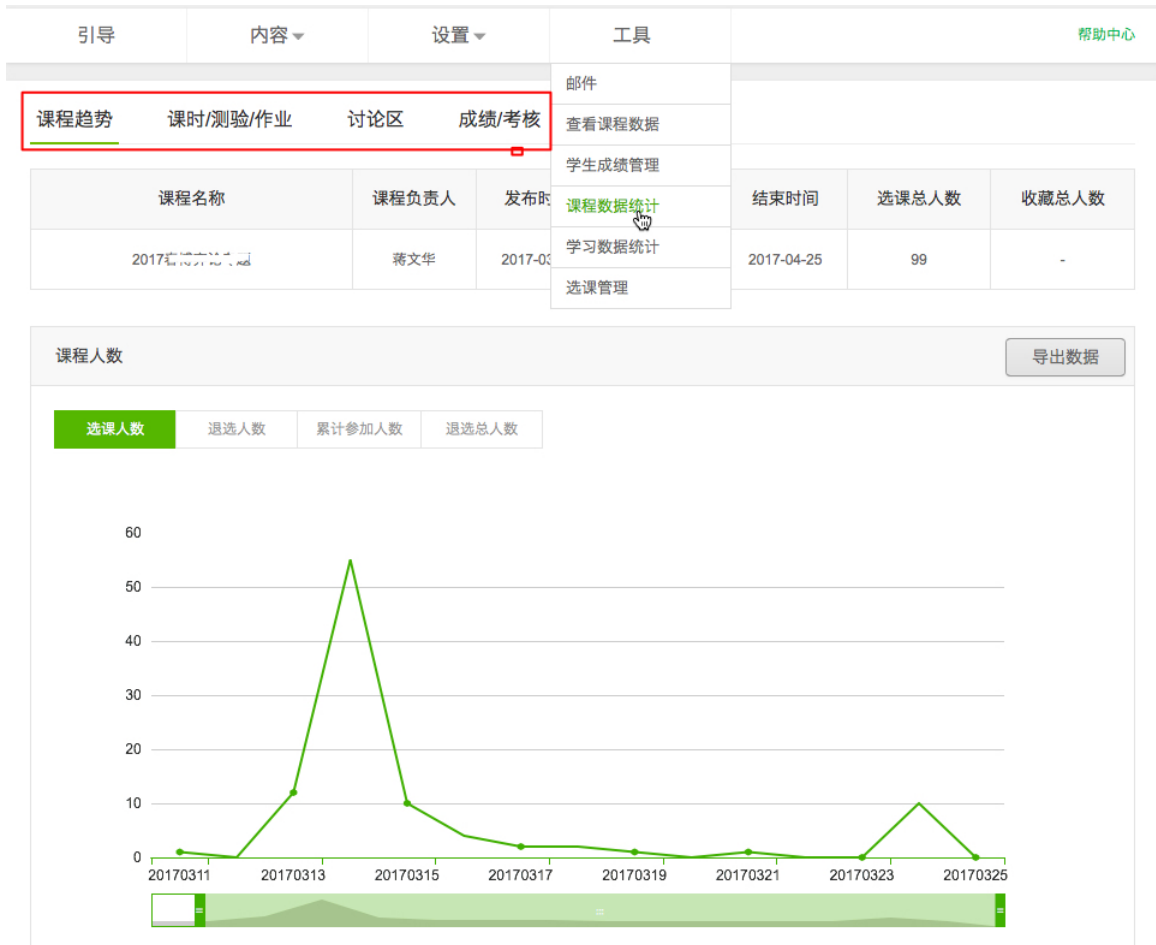 引导 内容 设置 工具 帮助中心
邮件
课程趋势 课时/测验/作业 讨论区 成绩/考核
查看课程数据
学生成绩管理
课程名称 课程负责人 发布时 课程数据统计 结束时间 选课总人数 收藏总人数
学习数据统计
2017 蒋文华 2017-03 2017-04-25 99 -
选课管理
课程人数 导出数据
选课人数 退选人数 累计参加人数 退选总人数
60
50
40
30
20
10
0
20170311 20170313 20170315 20170317 20170319 20170321 20170323 20170325